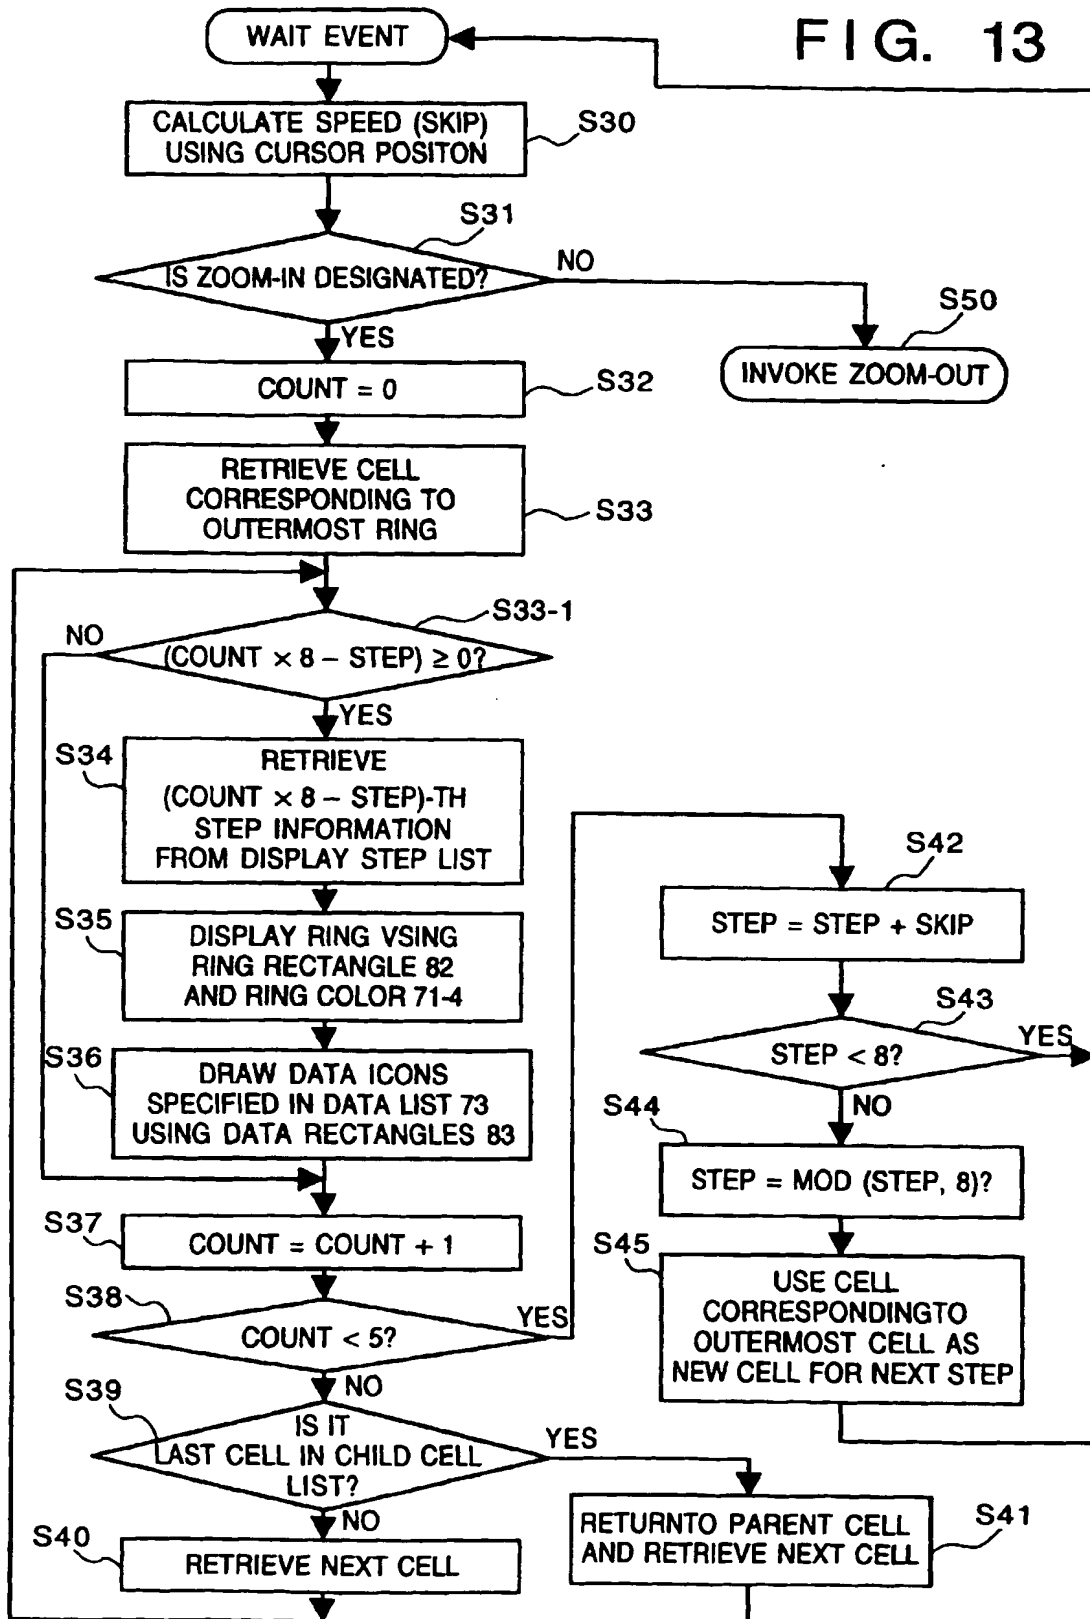 FIG. 13
WAIT EVENT
CALCULATE SPEED (SKIP)
USING CURSOR POSITON
S30
S31
IS ZOOM-IN DESIGNATED?
NO
YES
S50
INVOKE ZOOM-OUT
COUNT = 0
S32
RETRIEVE CELL
CORRESPONDING TO
OUTERMOST RING
S33
S33-1
NO
(COUNT × 8 – STEP) ≥ 0?
YES
S34
RETRIEVE
(COUNT × 8 – STEP)-TH
STEP INFORMATION
FROM DISPLAY STEP LIST
S35
DISPLAY RING VSING
RING RECTANGLE 82
AND RING COLOR 71-4
S36
DRAW DATA ICONS
SPECIFIED IN DATA LIST 73
USING DATA RECTANGLES 83
S37
COUNT = COUNT + 1
S38
COUNT < 5?
YES
NO
S39
IS IT
LAST CELL IN CHILD CELL
LIST?
YES
NO
S40
RETRIEVE NEXT CELL
RETURNTO PARENT CELL
AND RETRIEVE NEXT CELL
S41
S42
STEP = STEP + SKIP
S43
STEP < 8?
YES
NO
S44
STEP = MOD (STEP, 8)?
S45
USE CELL
CORRESPONDINGTO
OUTERMOST CELL AS
NEW CELL FOR NEXT STEP